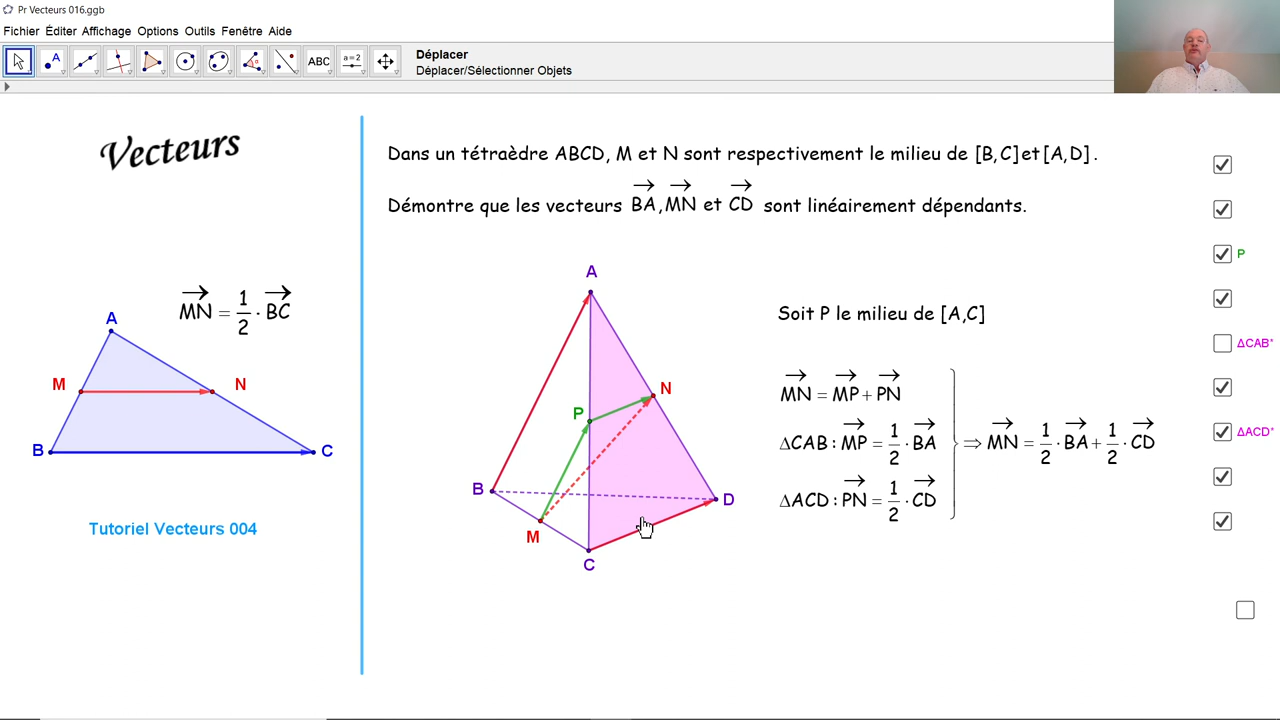 Pr Vecteurs 016.ggb
Fichier Éditer Affichage Options Outils Fenêtre Aide
ABC
a=2
Déplacer
Déplacer/Sélectionner Objets
Vecteurs
MN = 1/2 · BC
A
M
N
B
C
Tutoriel Vecteurs 004
Dans un tétraèdre ABCD, M et N sont respectivement le milieu de [B,C] et [A,D].
Démontre que les vecteurs BA, MN et CD sont linéairement dépendants.
A
N
P
B
D
M
C
Soit P le milieu de [A,C]
MN = MP + PN
ΔCAB : MP = 1/2 · BA
ΔACD : PN = 1/2 · CD
⇒ MN = 1/2 · BA + 1/2 · CD
P
ΔCAB*
ΔACD*